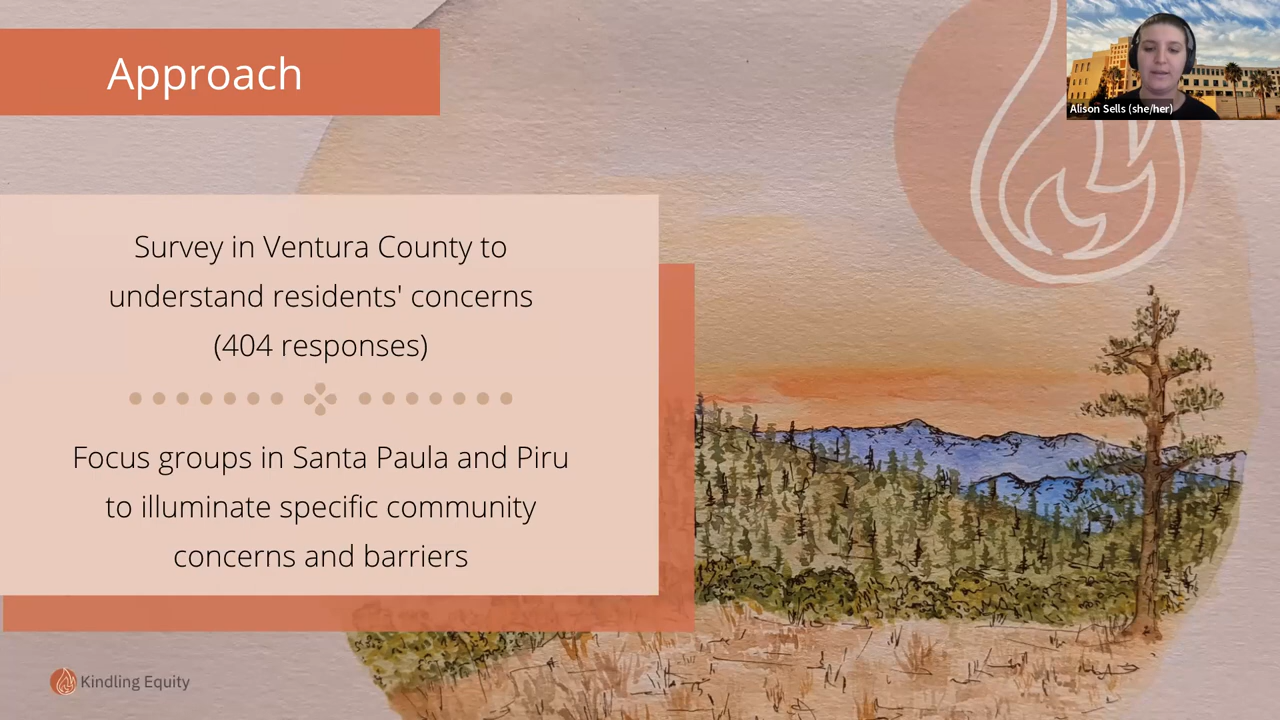 Approach
Alison Sells (she/her)
Survey in Ventura County to
understand residents' concerns
(404 responses)
Focus groups in Santa Paula and Piru
to illuminate specific community
concerns and barriers
Kindling Equity